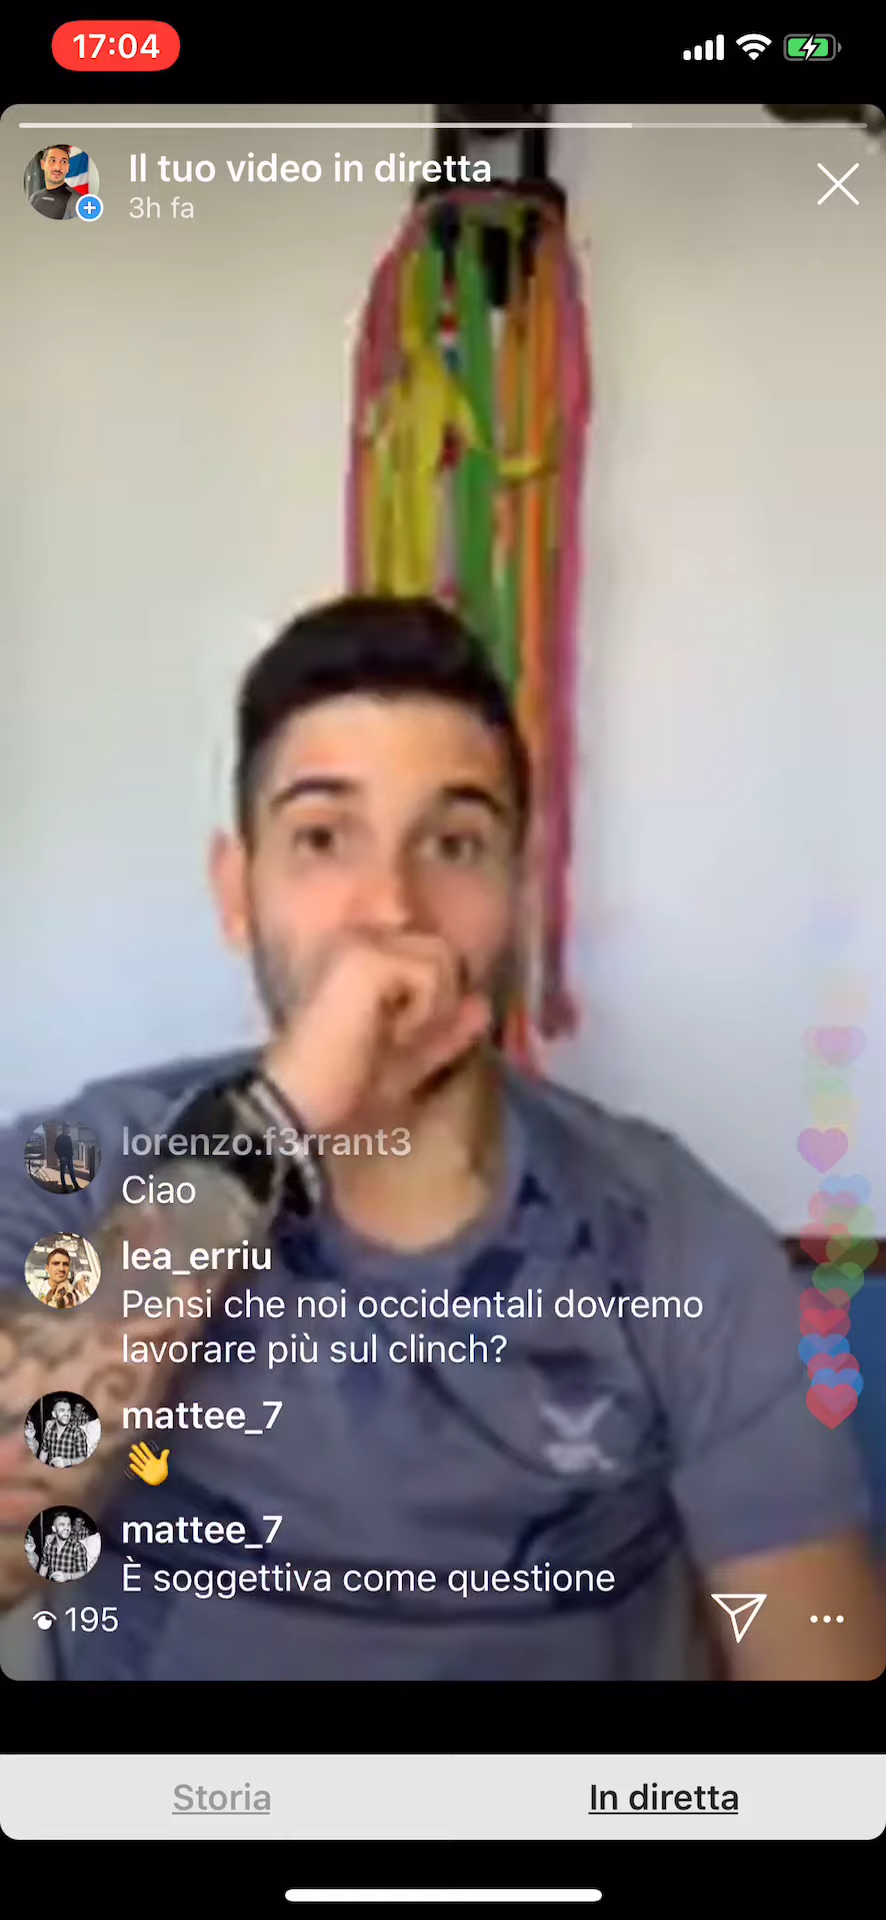 17:04
Il tuo video in diretta
3h fa
lorenzo.f3rrant3
Ciao
lea_erriu
Pensi che noi occidentali dovremo
lavorare più sul clinch?
mattee_7
👋
mattee_7
È soggettiva come questione
195
Storia
In diretta